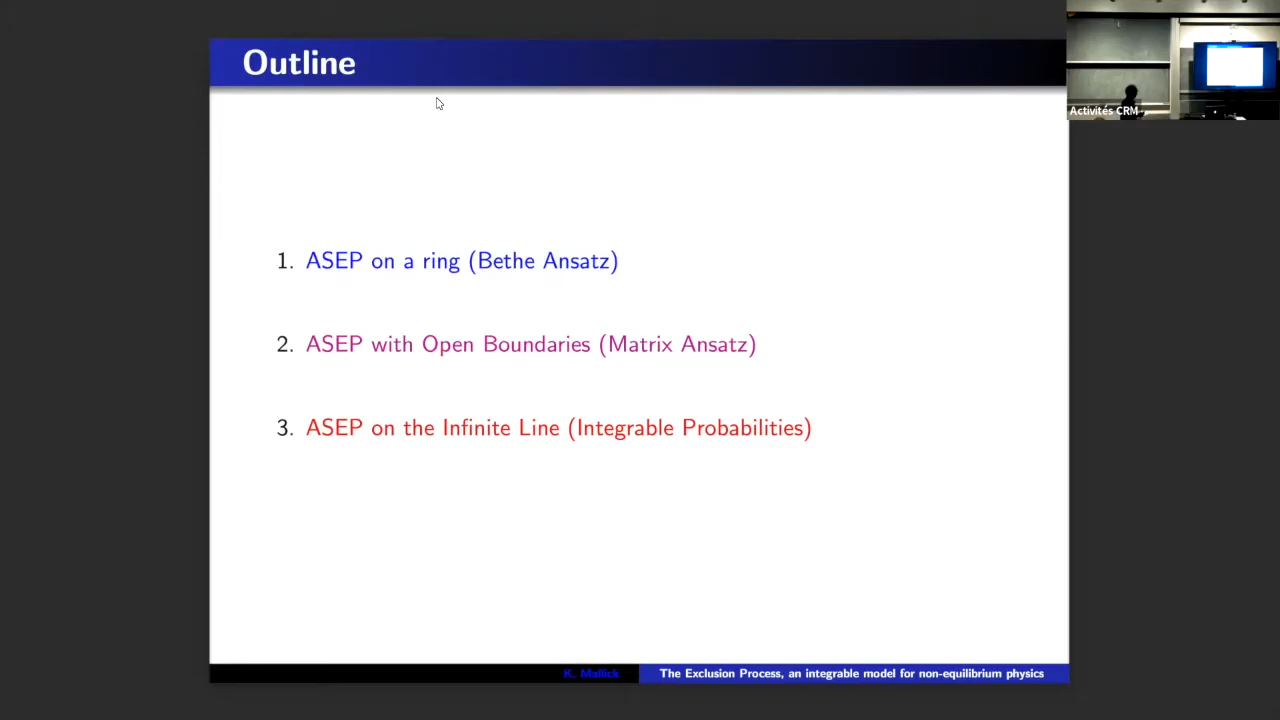 Outline
Activités CRM
1. ASEP on a ring (Bethe Ansatz)
2. ASEP with Open Boundaries (Matrix Ansatz)
3. ASEP on the Infinite Line (Integrable Probabilities)
K. Mallick
The Exclusion Process, an integrable model for non-equilibrium physics